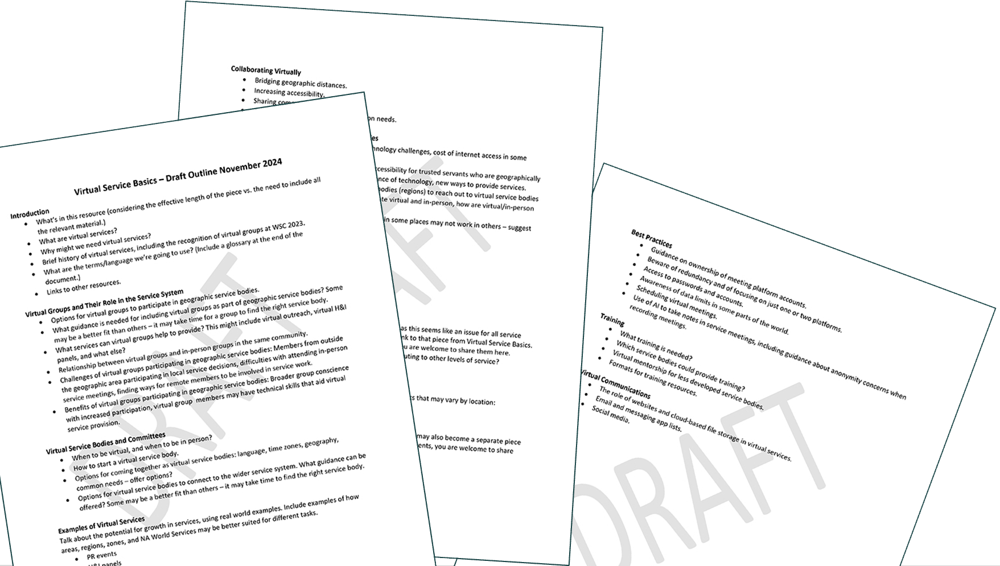 Virtual Service Basics – Draft Outline November 2024
Introduction
• What's in this resource (considering the effective length of the piece vs. the need to include all
the relevant material.)
• What are virtual services?
• Why might we need virtual services?
• Brief history of virtual services, including the recognition of virtual groups at WSC 2023.
• What are the terms/language we're going to use? (Include a glossary at the end of the
document.)
• Links to other resources.
Virtual Groups and Their Role in the Service System
• Options for virtual groups to participate in geographic service bodies.
• What guidance is needed for including virtual groups as part of geographic service bodies? Some
may be a better fit than others – it may take time for a group to find the right service body.
• What services can virtual groups help to provide? This might include virtual outreach, virtual H&I
panels, and what else?
• Relationship between virtual groups and in-person groups in the same community.
• Challenges of virtual groups participating in geographic service bodies: Members from outside
the geographic area participating in local service decisions, difficulties with attending in-person
service meetings, finding ways for remote members to be involved in service work.
• Benefits of virtual groups participating in geographic service bodies: Broader group conscience
with increased participation, virtual group members may have technical skills that aid virtual
service provision.
Virtual Service Bodies and Committees
• When to be virtual, and when to be in person?
• How to start a virtual service body.
• Options for coming together as virtual service bodies: language, time zones, geography,
common needs – offer options?
• Options for virtual service bodies to connect to the wider service system. What guidance can be
offered? Some may be a better fit than others – it may take time to find the right service body.
Examples of Virtual Services
Talk about the potential for growth in services, using real world examples. Include examples of how
areas, regions, zones, and NA World Services may be better suited for different tasks.
• PR events
panels
DRAFT
Collaborating Virtually
• Bridging geographic distances.
• Increasing accessibility.
• Sharing
on needs.
es
hnology challenges, cost of internet access in some
cessibility for trusted servants who are geographically
nce of technology, new ways to provide services.
bodies (regions) to reach out to virtual service bodies
te virtual and in-person, how are virtual/in-person
in some places may not work in others – suggest
as this seems like an issue for all service
nk to that piece from Virtual Service Basics.
u are welcome to share them here.
uting to other levels of service?
s that may vary by location:
may also become a separate piece
ents, you are welcome to share
AFT
Best Practices
• Guidance on ownership of meeting platform accounts.
• Beware of redundancy and of focusing on just one or two platforms.
• Access to passwords and accounts.
• Awareness of data limits in some parts of the world.
• Scheduling virtual meetings.
• Use of AI to take notes in service meetings, including guidance about anonymity concerns when
recording meetings.
Training
• What training is needed?
• Which service bodies could provide training?
• Virtual mentorship for less developed service bodies.
• Formats for training resources.
Virtual Communications
• The role of websites and cloud-based file storage in virtual services.
• Email and messaging app lists.
• Social media.
DRAFT